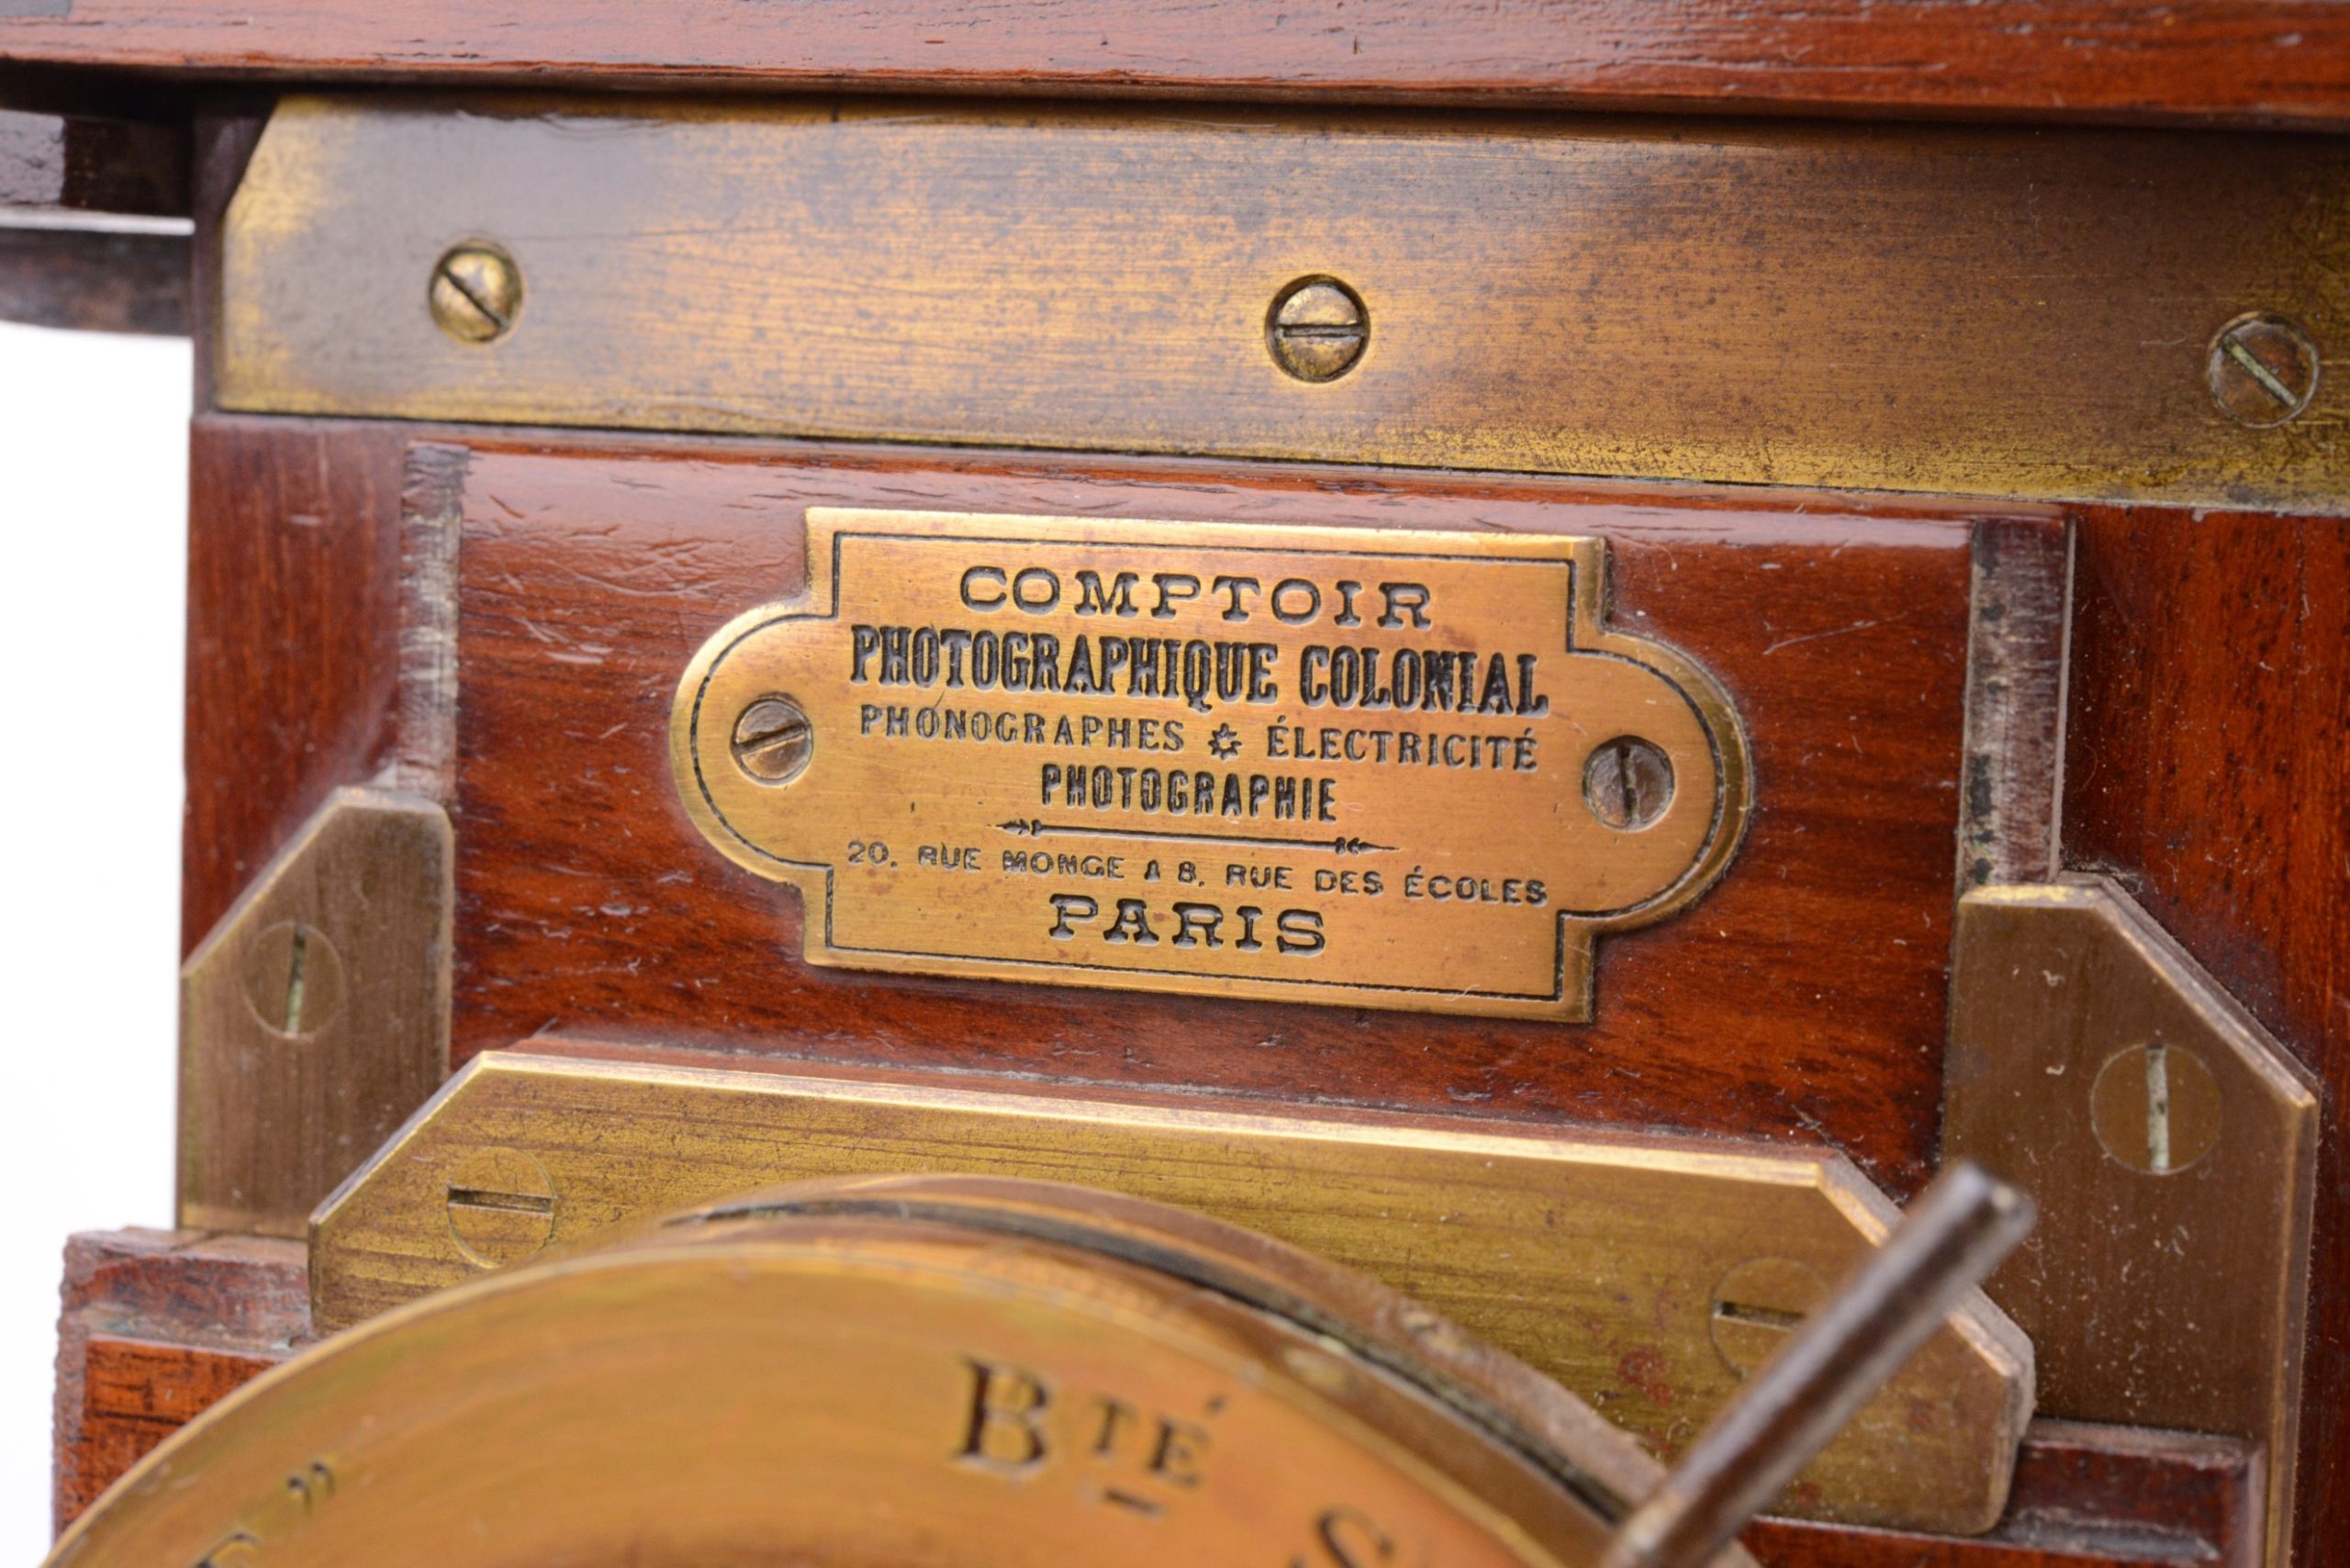 COMPTOIR
PHOTOGRAPHIQUE COLONIAL
PHONOGRAPHES ✡ ÉLECTRICITÉ
PHOTOGRAPHIE
20, RUE MONGE & 8, RUE DES ÉCOLES
PARIS
BTÉ S